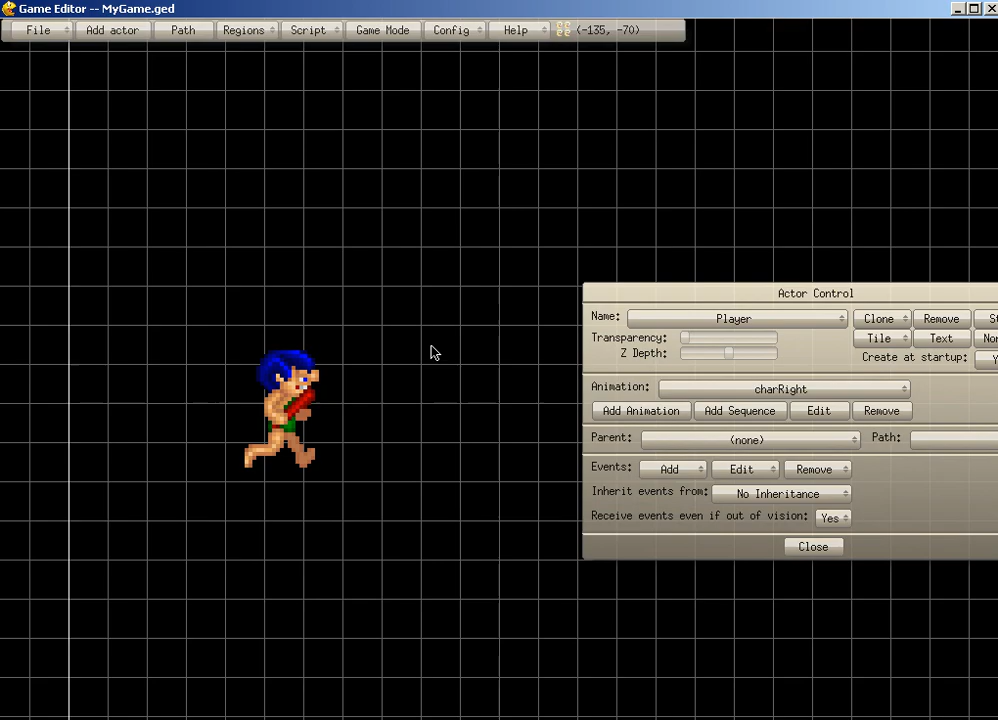 Game Editor -- MyGame.ged
File Add actor Path Regions Script Game Mode Config Help (-135, -70)
Actor Control
Name: Player Clone Remove
Transparency: Tile Text
Z Depth: Create at startup:
Animation: charRight
Add Animation Add Sequence Edit Remove
Parent: (none) Path:
Events: Add Edit Remove
Inherit events from: No Inheritance
Receive events even if out of vision: Yes
Close